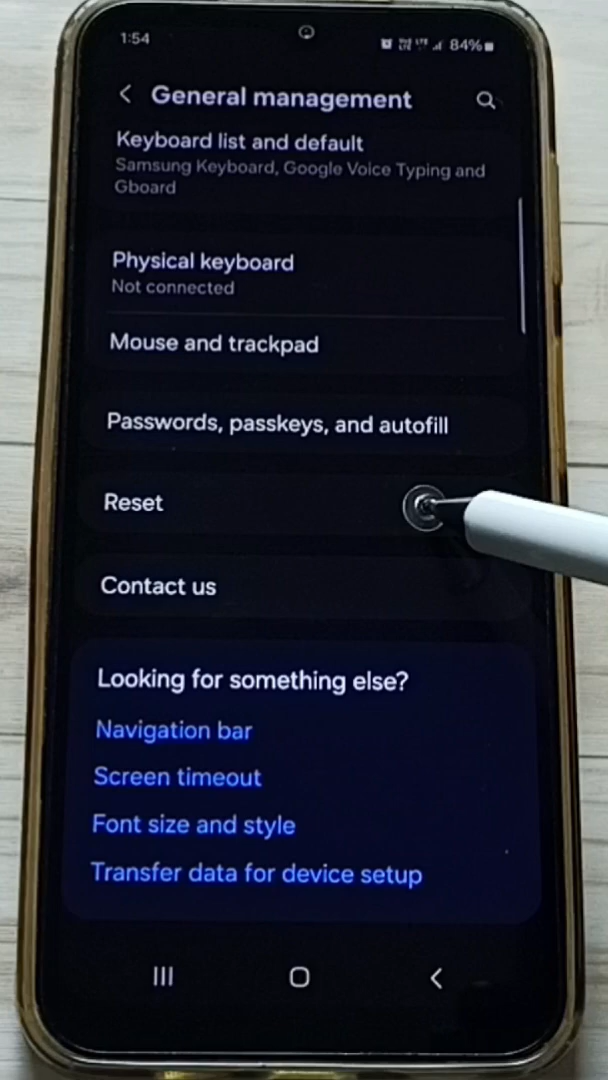 1:54
84%
General management
Keyboard list and default
Samsung Keyboard, Google Voice Typing and
Gboard
Physical keyboard
Not connected
Mouse and trackpad
Passwords, passkeys, and autofill
Reset
Contact us
Looking for something else?
Navigation bar
Screen timeout
Font size and style
Transfer data for device setup